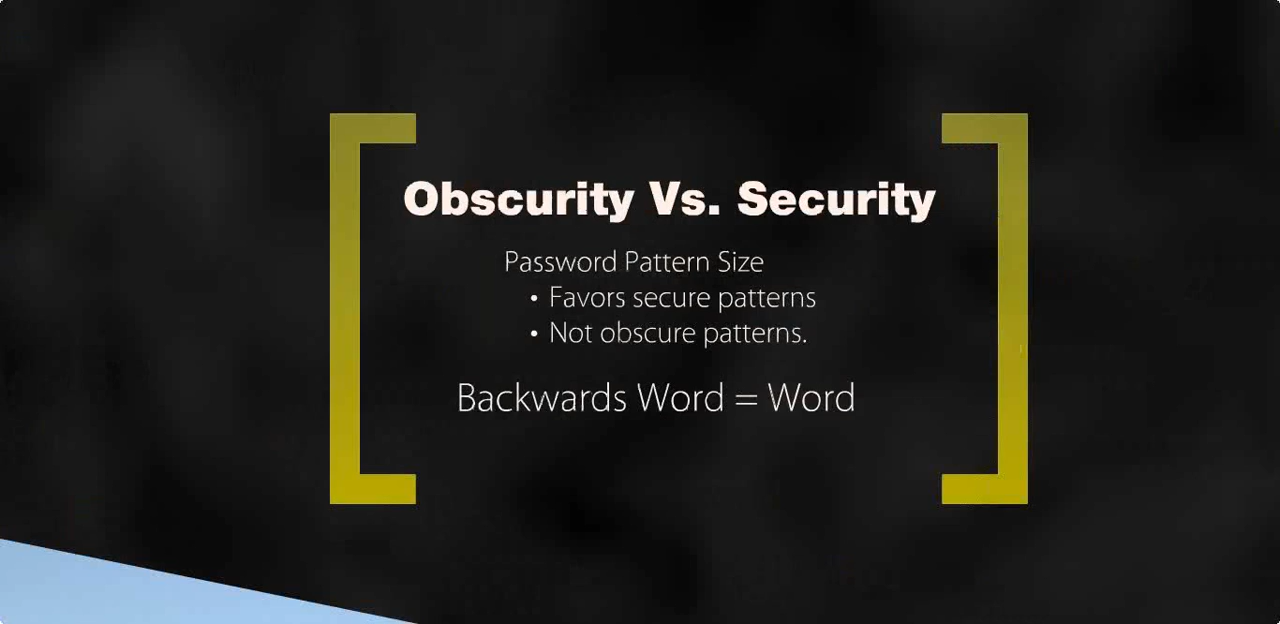 Obscurity Vs. Security
Password Pattern Size
• Favors secure patterns
• Not obscure patterns.
Backwards Word = Word